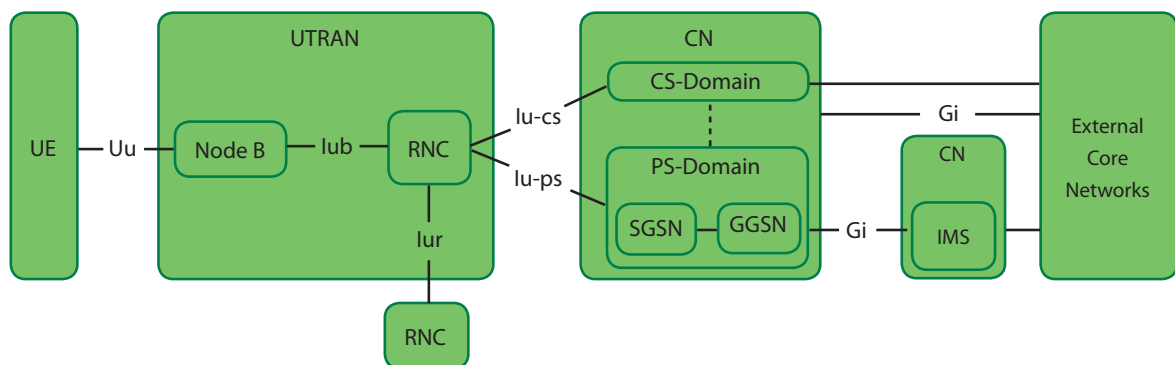 UTRAN
CN
CS-Domain
Iu-cs
Gi
External
Core
Networks
UE
Uu
Node B
Iub
RNC
CN
PS-Domain
Iu-ps
SGSN
GGSN
Gi
IMS
Iur
RNC